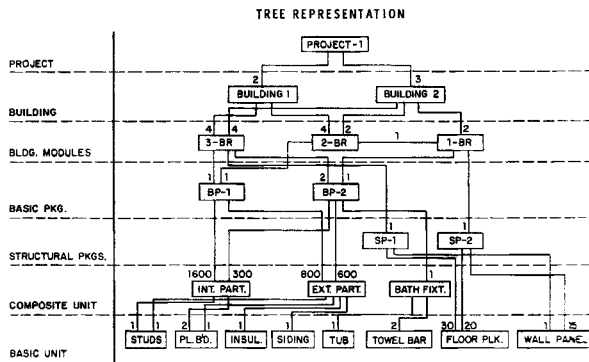 TREE REPRESENTATION
PROJECT-1
PROJECT
2 3
BUILDING 1 BUILDING 2
BUILDING
4 4 4 2 1 2
3-BR 2-BR 1-BR
BLDG. MODULES
1 1 2 1
BP-1 BP-2
BASIC PKG.
1 1
SP-1 SP-2
STRUCTURAL PKGS.
1600 300 800 600 1
INT. PART. EXT. PART. BATH FIXT.
COMPOSITE UNIT
1 1 2 1 1 1 1 2 30 20 1 15
STUDS PL. B'D. INSUL. SIDING TUB TOWEL BAR FLOOR PLK. WALL PANEL
BASIC UNIT